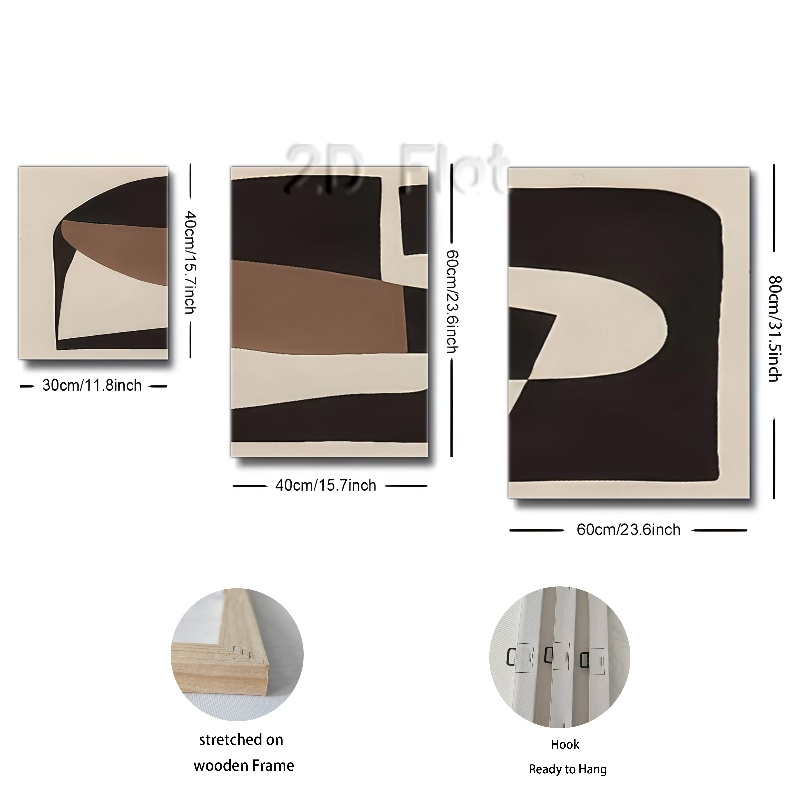 2D Flat
40cm/15.7inch
30cm/11.8inch
60cm/23.6inch
40cm/15.7inch
80cm/31.5inch
60cm/23.6inch
stretched on
wooden Frame
Hook
Ready to Hang